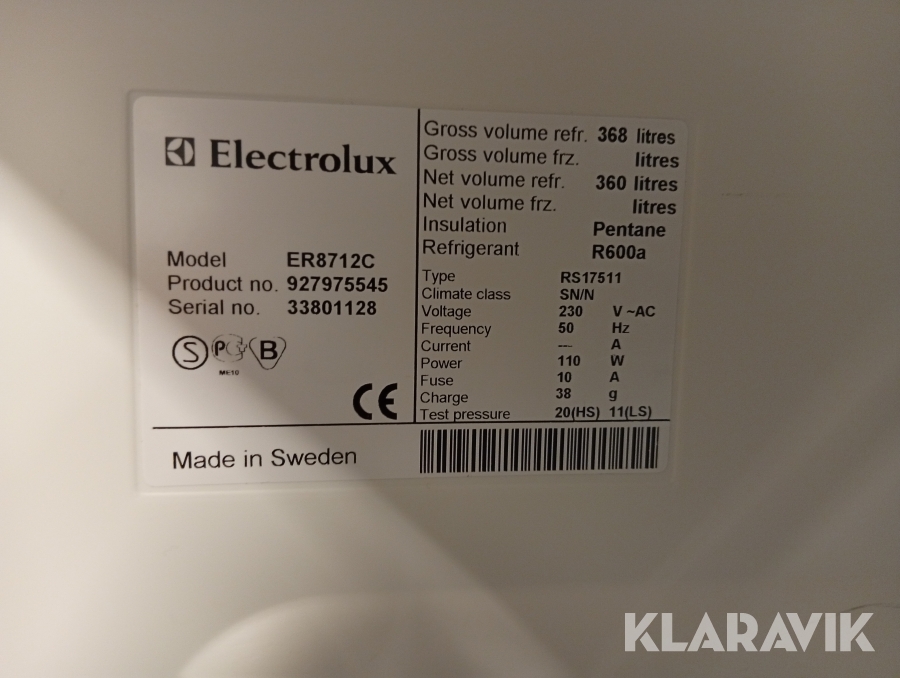 Electrolux
Model ER8712C
Product no. 927975545
Serial no. 33801128
S PC B
ME10
CE
Made in Sweden
Gross volume refr. 368 litres
Gross volume frz. litres
Net volume refr. 360 litres
Net volume frz. litres
Insulation Pentane
Refrigerant R600a
Type RS17511
Climate class SN/N
Voltage 230 V ~AC
Frequency 50 Hz
Current --- A
Power 110 W
Fuse 10 A
Charge 38 g
Test pressure 20(HS) 11(LS)
KLARAVIK